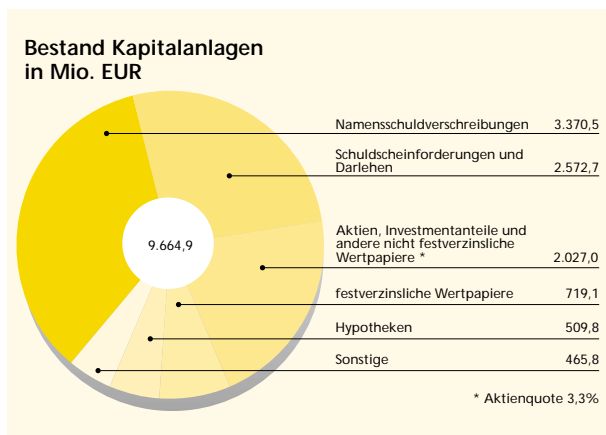 Bestand Kapitalanlagen
in Mio. EUR
Namensschuldverschreibungen 3.370,5
Schuldscheinforderungen und
Darlehen 2.572,7
Aktien, Investmentanteile und
andere nicht festverzinsliche
Wertpapiere * 2.027,0
9.664,9
festverzinsliche Wertpapiere 719,1
Hypotheken 509,8
Sonstige 465,8
* Aktienquote 3,3%